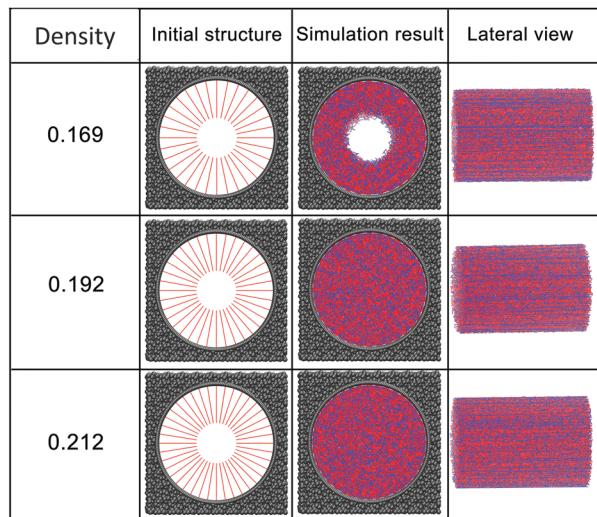 Density Initial structure Simulation result Lateral view
0.169
0.192
0.212